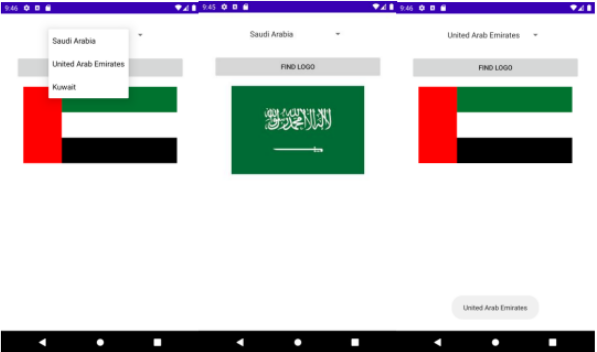 9:46
Saudi Arabia
United Arab Emirates
Kuwait
9:45
Saudi Arabia
FIND LOGO
لا إله إلا الله محمد رسول الله
9:46
United Arab Emirates
FIND LOGO
United Arab Emirates